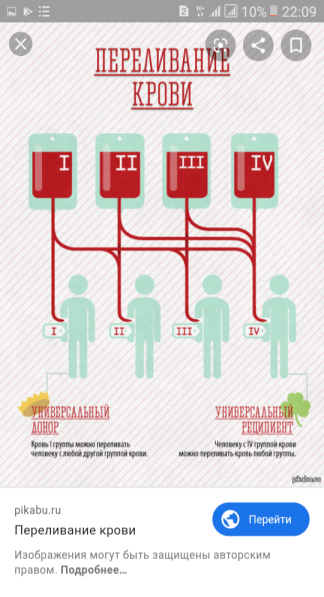 10% 22:09
ПЕРЕЛИВАНИЕ
КРОВИ
I II III IV
I II III IV
УНИВЕРСАЛЬНЫЙ
ДОНОР
Кровь I группы можно переливать
человеку с любой другой группой крови.
УНИВЕРСАЛЬНЫЙ
РЕЦИПИЕНТ
Человеку с IV группой крови
можно переливать кровь любой группы.
pikabu.ru
pikabu.ru
Переливание крови
Перейти
Изображения могут быть защищены авторским
правом. Подробнее...